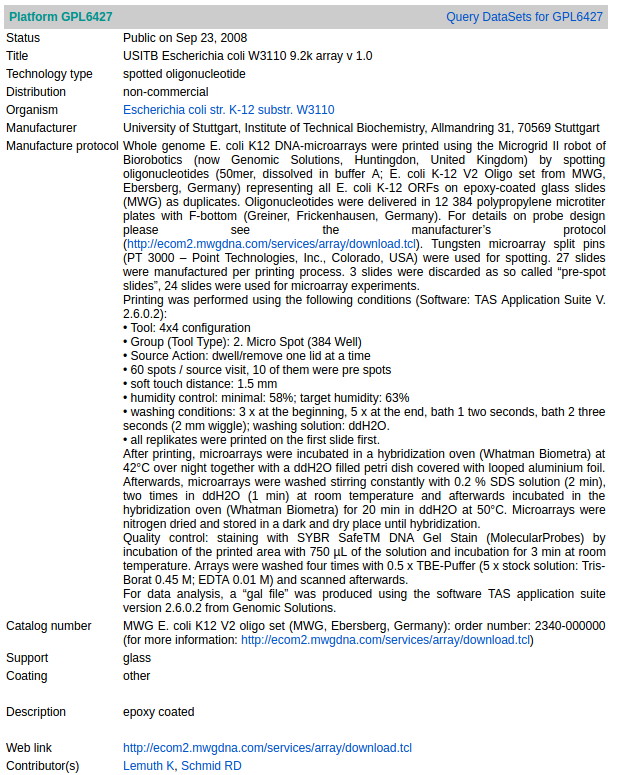 Platform GPL6427 Query DataSets for GPL6427
Status Public on Sep 23, 2008
Title USITB Escherichia coli W3110 9.2k array v 1.0
Technology type spotted oligonucleotide
Distribution non-commercial
Organism Escherichia coli str. K-12 substr. W3110
Manufacturer University of Stuttgart, Institute of Technical Biochemistry, Allmandring 31, 70569 Stuttgart
Manufacture protocol Whole genome E. coli K12 DNA-microarrays were printed using the Microgrid II robot of
Biorobotics (now Genomic Solutions, Huntingdon, United Kingdom) by spotting
oligonucleotides (50mer, dissolved in buffer A; E. coli K-12 V2 Oligo set from MWG,
Ebersberg, Germany) representing all E. coli K-12 ORFs on epoxy-coated glass slides
(MWG) as duplicates. Oligonucleotides were delivered in 12 384 polypropylene microtiter
plates with F-bottom (Greiner, Frickenhausen, Germany). For details on probe design
please see the manufacturer's protocol
(http://ecom2.mwgdna.com/services/array/download.tcl). Tungsten microarray split pins
(PT 3000 – Point Technologies, Inc., Colorado, USA) were used for spotting. 27 slides
were manufactured per printing process. 3 slides were discarded as so called “pre-spot
slides”, 24 slides were used for microarray experiments.
Printing was performed using the following conditions (Software: TAS Application Suite V.
2.6.0.2):
• Tool: 4x4 configuration
• Group (Tool Type): 2. Micro Spot (384 Well)
• Source Action: dwell/remove one lid at a time
• 60 spots / source visit, 10 of them were pre spots
• soft touch distance: 1.5 mm
• humidity control: minimal: 58%; target humidity: 63%
• washing conditions: 3 x at the beginning, 5 x at the end, bath 1 two seconds, bath 2 three
seconds (2 mm wiggle); washing solution: ddH2O.
• all replikates were printed on the first slide first.
After printing, microarrays were incubated in a hybridization oven (Whatman Biometra) at
42°C over night together with a ddH2O filled petri dish covered with looped aluminium foil.
Afterwards, microarrays were washed stirring constantly with 0.2 % SDS solution (2 min),
two times in ddH2O (1 min) at room temperature and afterwards incubated in the
hybridization oven (Whatman Biometra) for 20 min in ddH2O at 50°C. Microarrays were
nitrogen dried and stored in a dark and dry place until hybridization.
Quality control: staining with SYBR SafeTM DNA Gel Stain (MolecularProbes) by
incubation of the printed area with 750 µL of the solution and incubation for 3 min at room
temperature. Arrays were washed four times with 0.5 x TBE-Puffer (5 x stock solution: Tris-
Borat 0.45 M; EDTA 0.01 M) and scanned afterwards.
For data analysis, a “gal file” was produced using the software TAS application suite
version 2.6.0.2 from Genomic Solutions.
Catalog number MWG E. coli K12 V2 oligo set (MWG, Ebersberg, Germany): order number: 2340-000000
(for more information: http://ecom2.mwgdna.com/services/array/download.tcl)
Support glass
Coating other
Description epoxy coated
Web link http://ecom2.mwgdna.com/services/array/download.tcl
Contributor(s) Lemuth K, Schmid RD